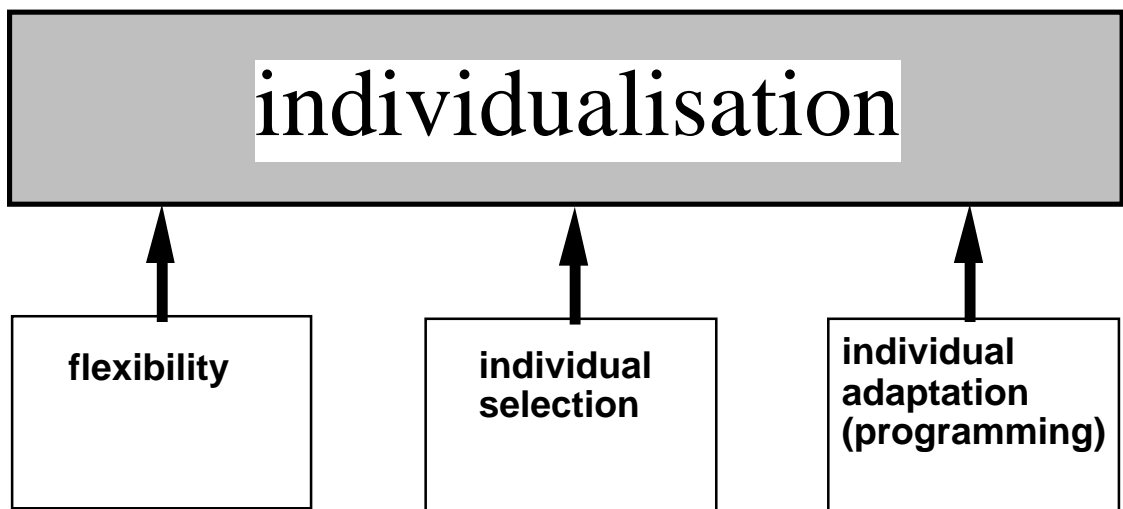 individualisation
flexibility
individual
selection
individual
adaptation
(programming)